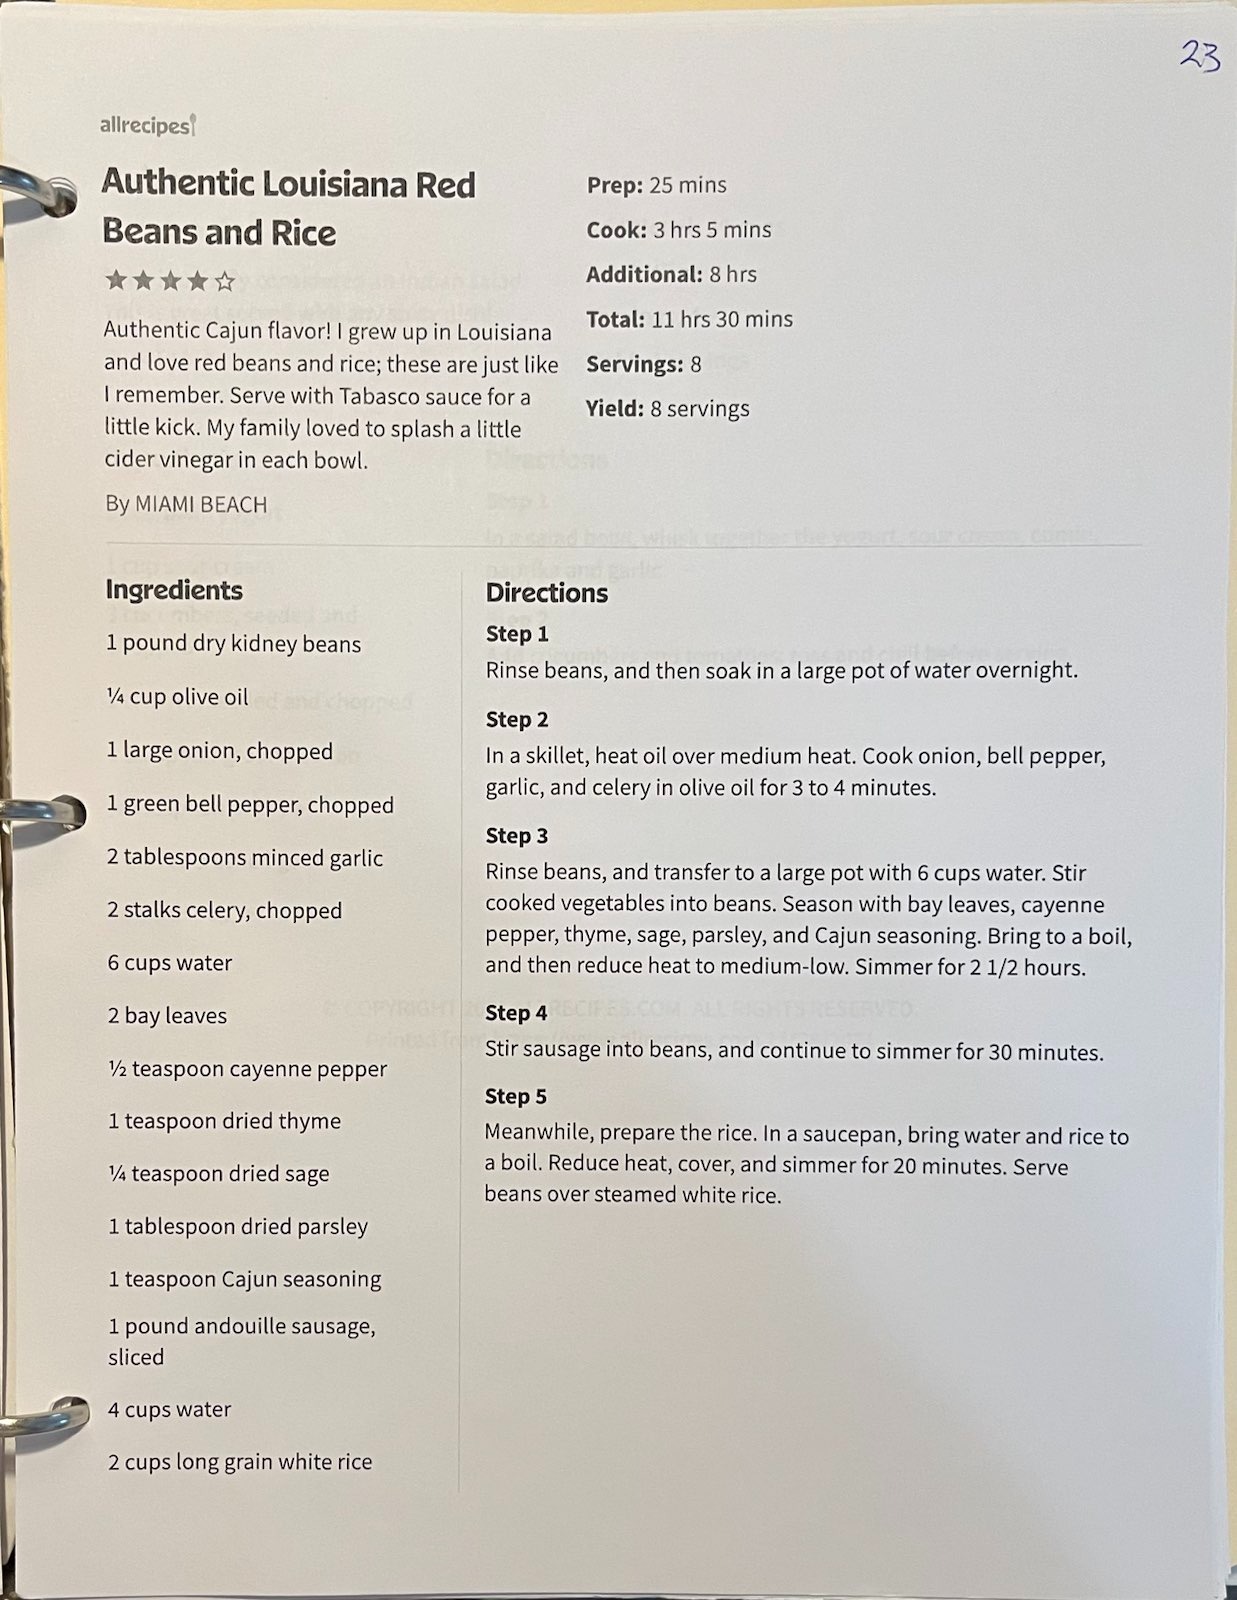 23
allrecipes
Authentic Louisiana Red
Beans and Rice
Authentic Cajun flavor! I grew up in Louisiana
and love red beans and rice; these are just like
I remember. Serve with Tabasco sauce for a
little kick. My family loved to splash a little
cider vinegar in each bowl.
By MIAMI BEACH
Prep: 25 mins
Cook: 3 hrs 5 mins
Additional: 8 hrs
Total: 11 hrs 30 mins
Servings: 8
Yield: 8 servings
Ingredients
1 pound dry kidney beans
¼ cup olive oil
1 large onion, chopped
1 green bell pepper, chopped
2 tablespoons minced garlic
2 stalks celery, chopped
6 cups water
2 bay leaves
½ teaspoon cayenne pepper
1 teaspoon dried thyme
¼ teaspoon dried sage
1 tablespoon dried parsley
1 teaspoon Cajun seasoning
1 pound andouille sausage,
sliced
4 cups water
2 cups long grain white rice
Directions
Step 1
Rinse beans, and then soak in a large pot of water overnight.
Step 2
In a skillet, heat oil over medium heat. Cook onion, bell pepper,
garlic, and celery in olive oil for 3 to 4 minutes.
Step 3
Rinse beans, and transfer to a large pot with 6 cups water. Stir
cooked vegetables into beans. Season with bay leaves, cayenne
pepper, thyme, sage, parsley, and Cajun seasoning. Bring to a boil,
and then reduce heat to medium-low. Simmer for 2 1/2 hours.
Step 4
Stir sausage into beans, and continue to simmer for 30 minutes.
Step 5
Meanwhile, prepare the rice. In a saucepan, bring water and rice to
a boil. Reduce heat, cover, and simmer for 20 minutes. Serve
beans over steamed white rice.